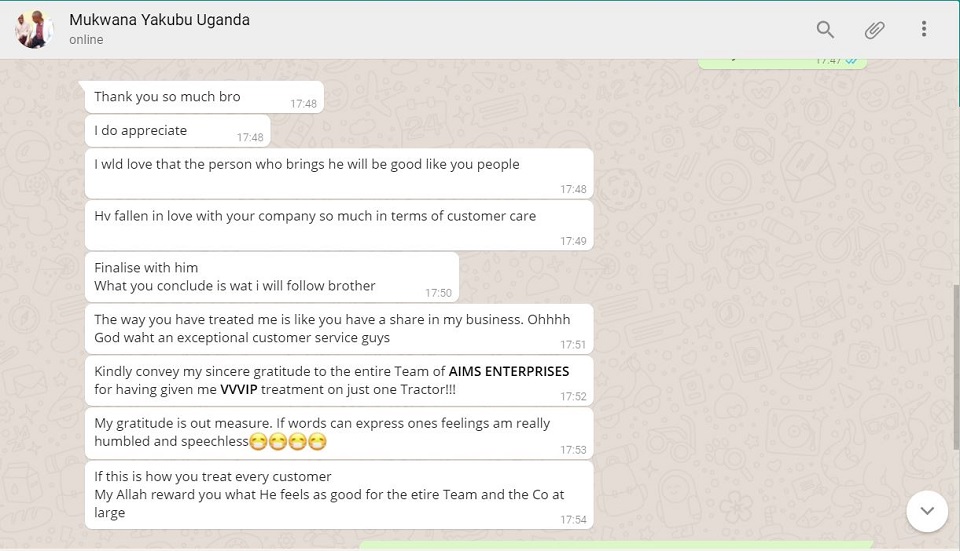 Mukwana Yakubu Uganda
online
17:47
Thank you so much bro
17:48
I do appreciate
17:48
I wld love that the person who brings he will be good like you people
17:48
Hv fallen in love with your company so much in terms of customer care
17:49
Finalise with him
What you conclude is wat i will follow brother
17:50
The way you have treated me is like you have a share in my business. Ohhhh
God waht an exceptional customer service guys
17:51
Kindly convey my sincere gratitude to the entire Team of AIMS ENTERPRISES
for having given me VVVIP treatment on just one Tractor!!!
17:52
My gratitude is out measure. If words can express ones feelings am really
humbled and speechless😷😷😷😷
17:53
If this is how you treat every customer
My Allah reward you what He feels as good for the etire Team and the Co at
large
17:54